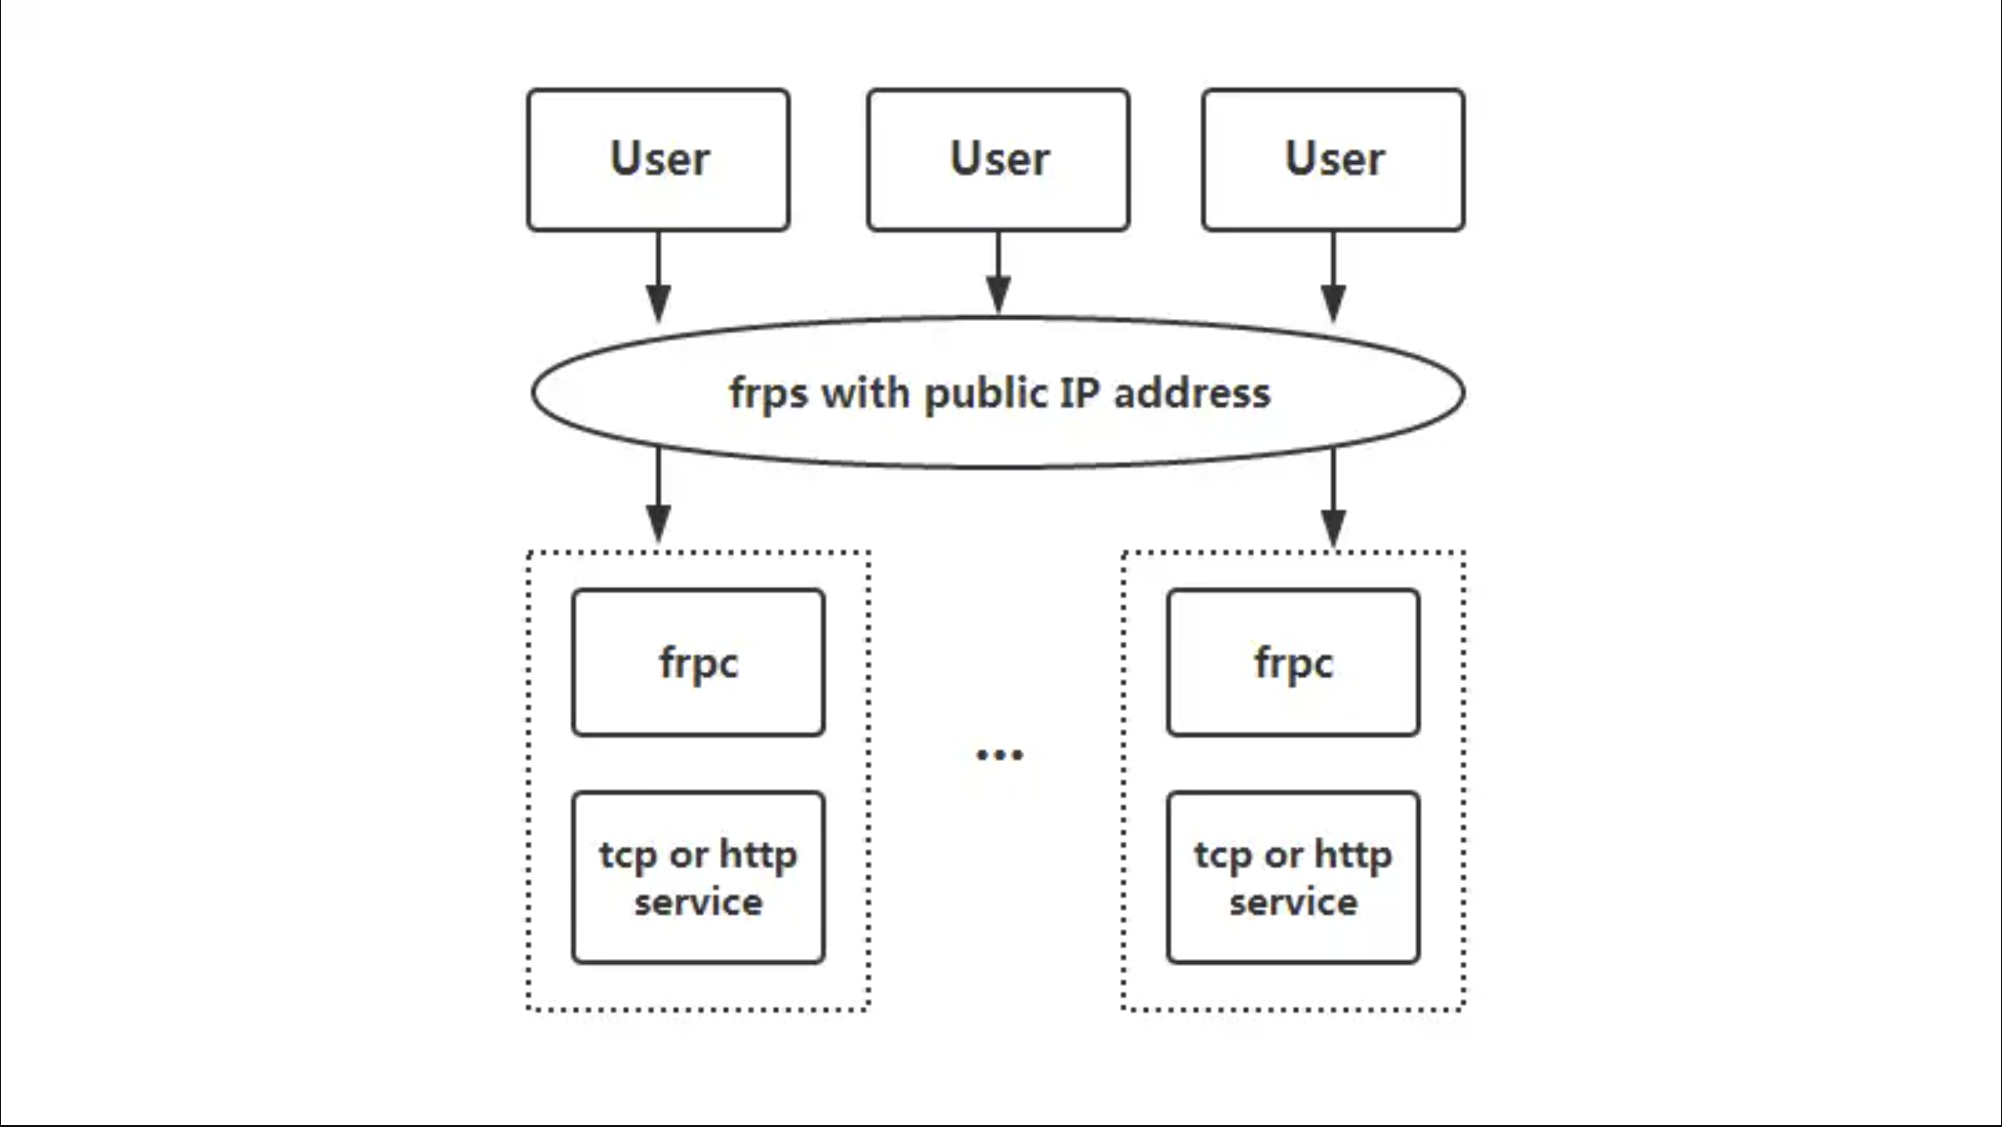 User
User
User
frps with public IP address
frpc
frpc
...
tcp or http
service
tcp or http
service